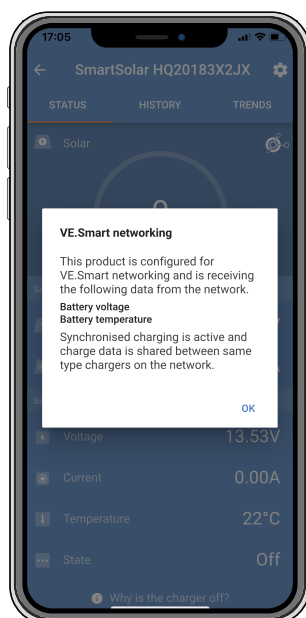 17:05
SmartSolar HQ20183X2JX
STATUS HISTORY TRENDS
Solar
VE.Smart networking
This product is configured for
VE.Smart networking and is receiving
the following data from the network.
Battery voltage
Battery temperature
Synchronised charging is active and
charge data is shared between same
type chargers on the network.
OK
Voltage 13.53V
Current 0.00A
Temperature 22°C
State Off
Why is the charger off?